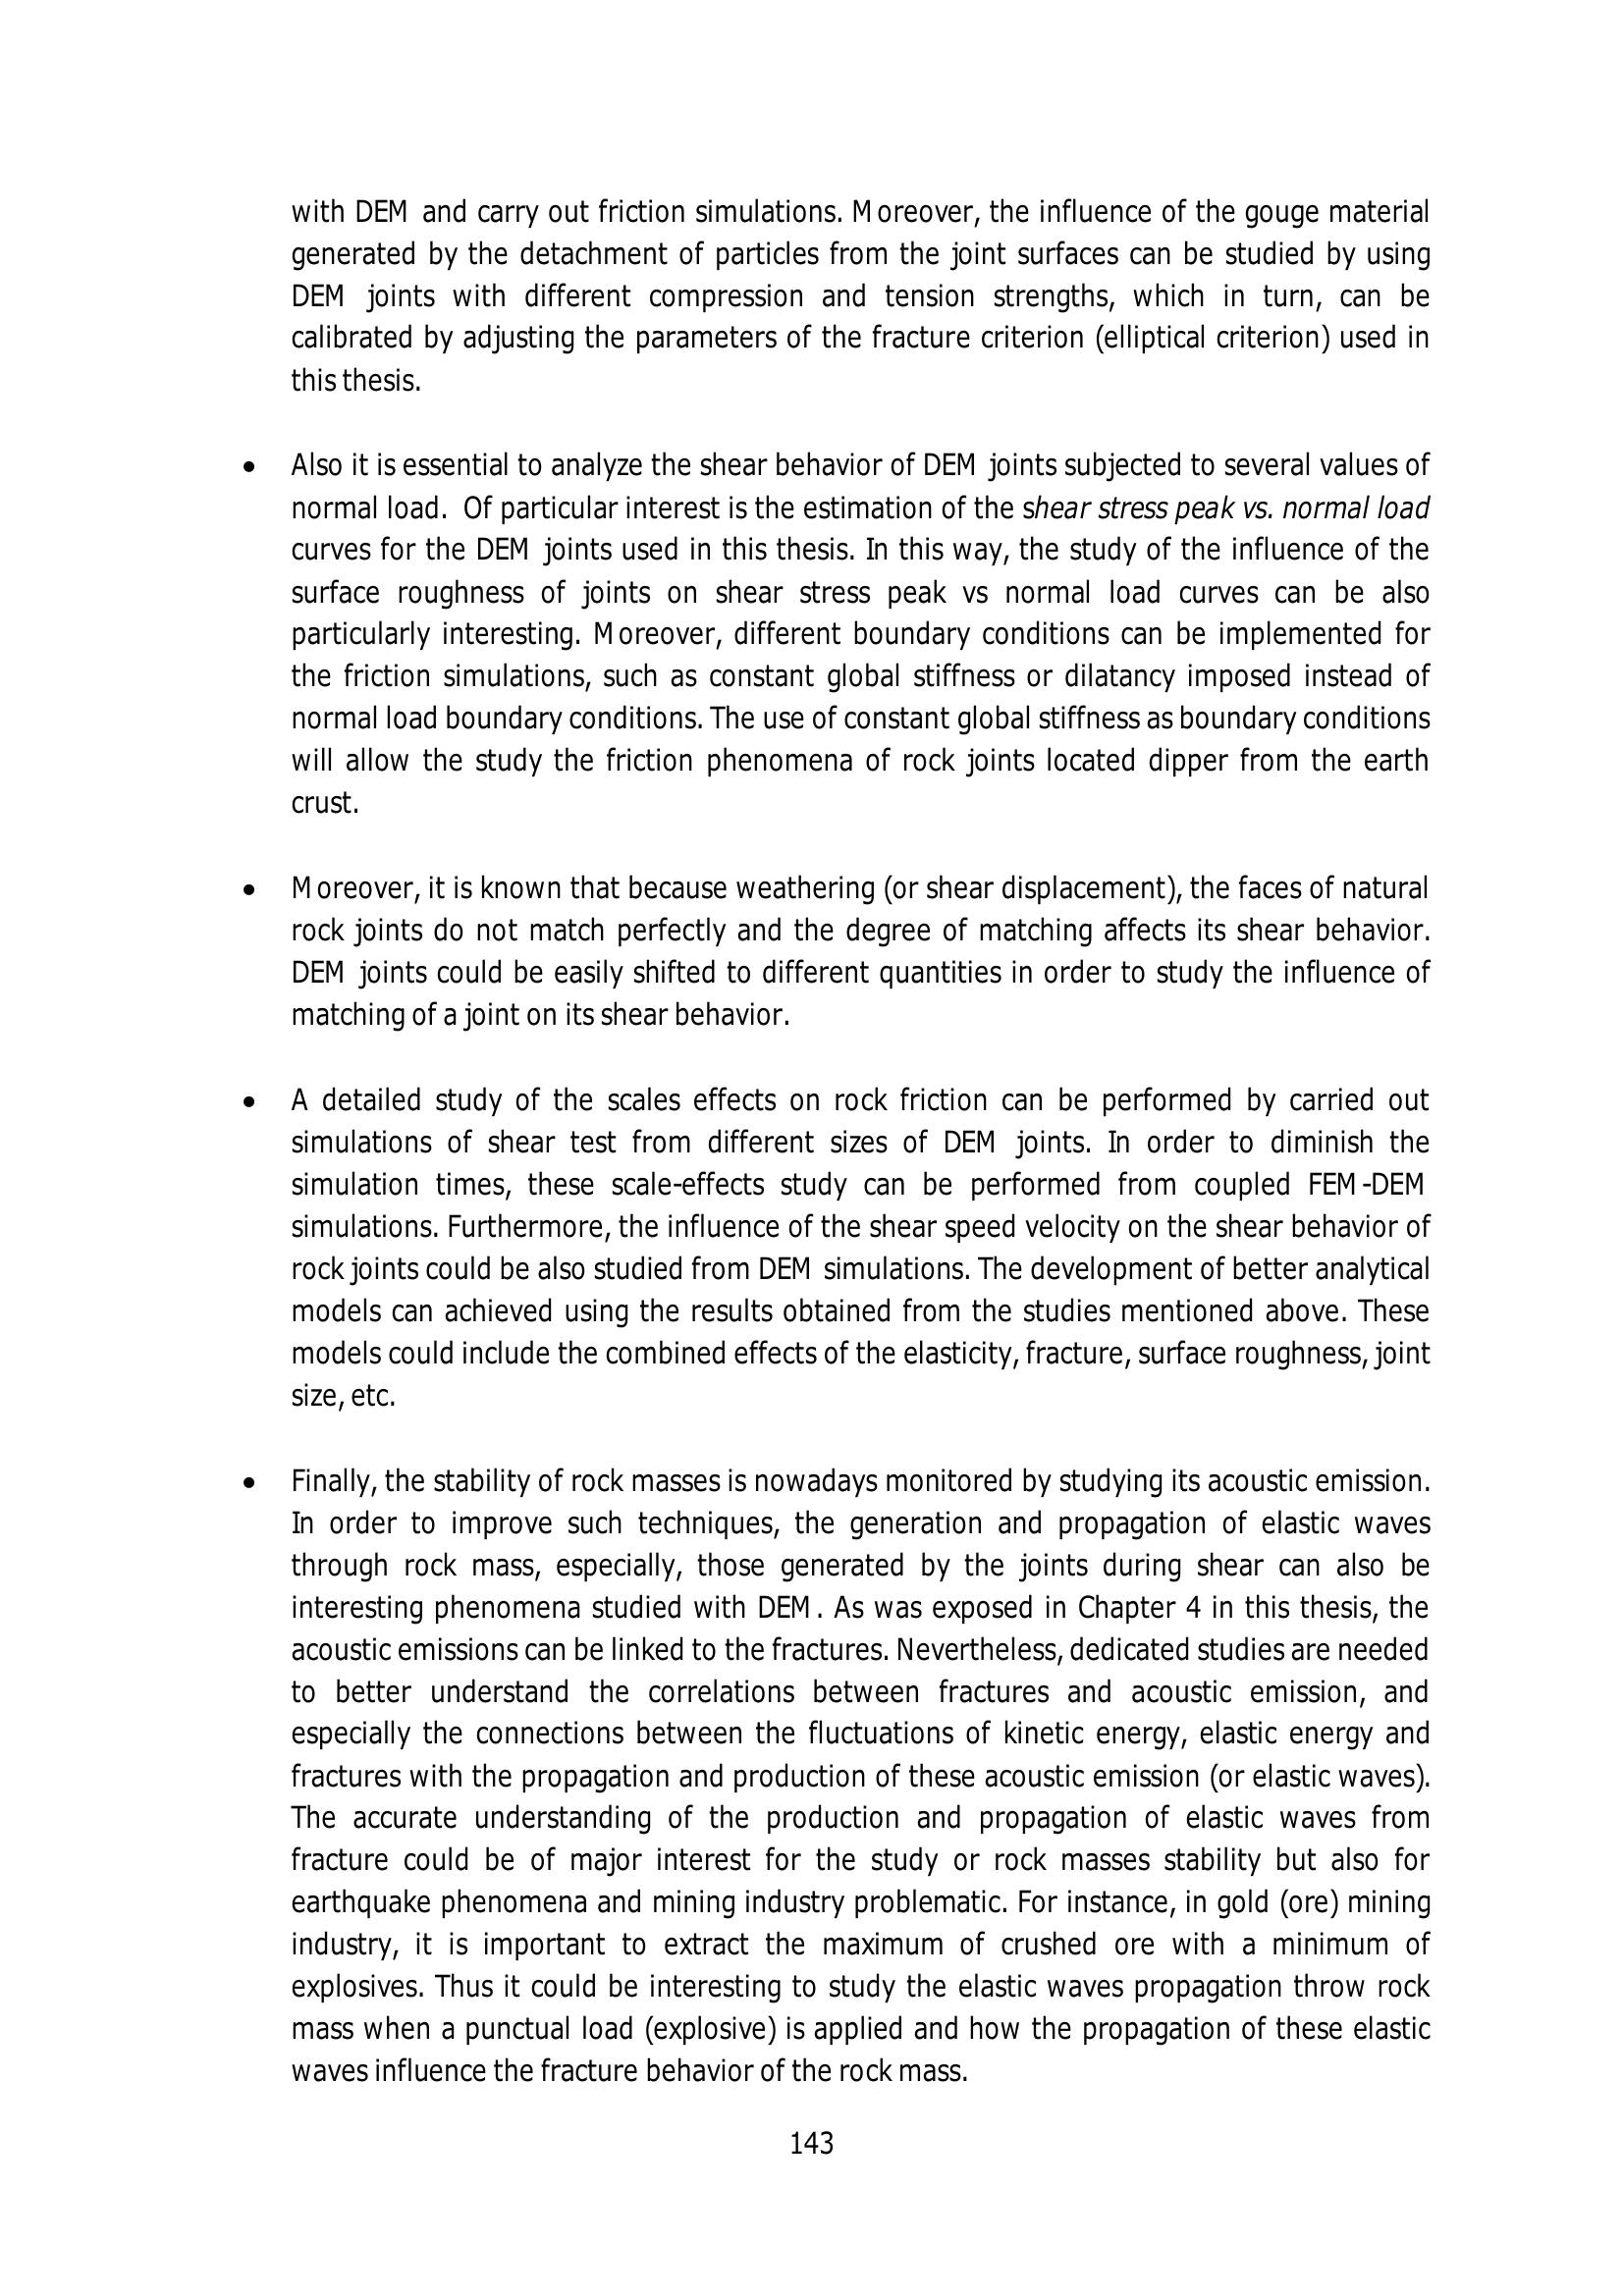 with DEM and carry out friction simulations. Moreover, the influence of the gouge material
generated by the detachment of particles from the joint surfaces can be studied by using
DEM joints with different compression and tension strengths, which in turn, can be
calibrated by adjusting the parameters of the fracture criterion (elliptical criterion) used in
this thesis.
• Also it is essential to analyze the shear behavior of DEM joints subjected to several values of
normal load. Of particular interest is the estimation of the shear stress peak vs. normal load
curves for the DEM joints used in this thesis. In this way, the study of the influence of the
surface roughness of joints on shear stress peak vs normal load curves can be also
particularly interesting. Moreover, different boundary conditions can be implemented for
the friction simulations, such as constant global stiffness or dilatancy imposed instead of
normal load boundary conditions. The use of constant global stiffness as boundary conditions
will allow the study the friction phenomena of rock joints located dipper from the earth
crust.
• Moreover, it is known that because weathering (or shear displacement), the faces of natural
rock joints do not match perfectly and the degree of matching affects its shear behavior.
DEM joints could be easily shifted to different quantities in order to study the influence of
matching of a joint on its shear behavior.
• A detailed study of the scales effects on rock friction can be performed by carried out
simulations of shear test from different sizes of DEM joints. In order to diminish the
simulation times, these scale-effects study can be performed from coupled FEM-DEM
simulations. Furthermore, the influence of the shear speed velocity on the shear behavior of
rock joints could be also studied from DEM simulations. The development of better analytical
models can achieved using the results obtained from the studies mentioned above. These
models could include the combined effects of the elasticity, fracture, surface roughness, joint
size, etc.
• Finally, the stability of rock masses is nowadays monitored by studying its acoustic emission.
In order to improve such techniques, the generation and propagation of elastic waves
through rock mass, especially, those generated by the joints during shear can also be
interesting phenomena studied with DEM. As was exposed in Chapter 4 in this thesis, the
acoustic emissions can be linked to the fractures. Nevertheless, dedicated studies are needed
to better understand the correlations between fractures and acoustic emission, and
especially the connections between the fluctuations of kinetic energy, elastic energy and
fractures with the propagation and production of these acoustic emission (or elastic waves).
The accurate understanding of the production and propagation of elastic waves from
fracture could be of major interest for the study or rock masses stability but also for
earthquake phenomena and mining industry problematic. For instance, in gold (ore) mining
industry, it is important to extract the maximum of crushed ore with a minimum of
explosives. Thus it could be interesting to study the elastic waves propagation throw rock
mass when a punctual load (explosive) is applied and how the propagation of these elastic
waves influence the fracture behavior of the rock mass.
143